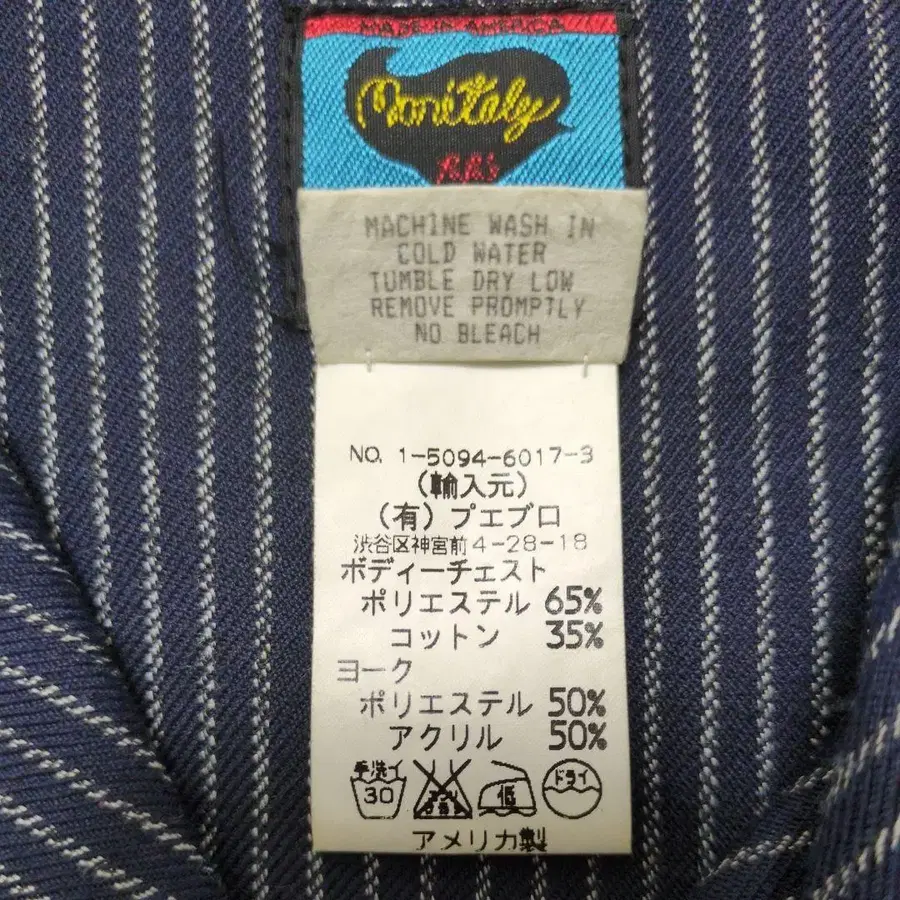 MADE IN AMERICA
Monitaly
MACHINE WASH IN
COLD WATER
TUMBLE DRY LOW
REMOVE PROMPTLY
NO BLEACH
NO. 1-5094-6017-3
(輸入元)
(有)プエブロ
渋谷区神宮前4-28-18
ボディーチェスト
ポリエステル 65%
コットン 35%
ヨーク
ポリエステル 50%
アクリル 50%
手洗イ 30 低 ドライ
アメリカ製